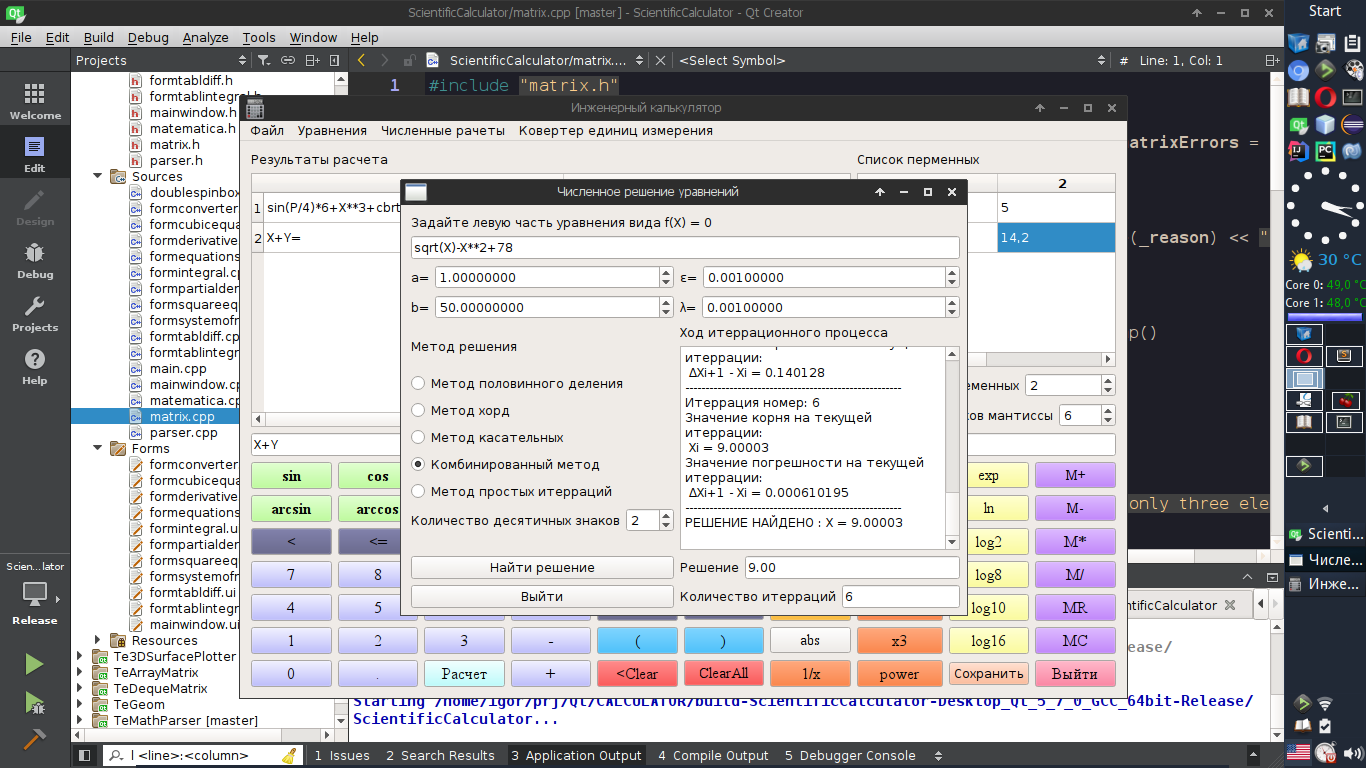 ScientificCalculator/matrix.cpp [master] - ScientificCalculator - Qt Creator
Start
File Edit Build Debug Analyze Tools Window Help
Projects
ScientificCalculator/matrix....
<Select Symbol>
# Line: 1, Col: 1
Welcome
Edit
Design
Debug
Projects
Help
Scien...lator
Release
formtabldiff.h
formtablintegral.h
mainwindow.h
matematica.h
matrix.h
parser.h
Sources
doublespinbox
formconverter
formcubicequa
formderivative
formequations
formintegral.cp
formpartialder
formsquareequ
formsystemofn
formtabldiff.cp
formtablintegr
main.cpp
mainwindow.cp
matematica.cp
matrix.cpp
parser.cpp
Forms
formconverter
formcubicequa
formderivative
formequations
formintegral.u
formpartialder
formsquareequ
formsystemofn
formtabldiff.ui
formtablintegr
mainwindow.ui
Resources
Te3DSurfacePlotter
TeArrayMatrix
TeDequeMatrix
TeGeom
TeMathParser [master]
1 #include "matrix.h"
atrixErrors =
(_reason) << "
p()
only three ele
Инженерный калькулятор
Файл Уравнения Численные рачеты Ковертер единиц измерения
Результаты расчета
Список перменных
2
1 sin(P/4)*6+X**3+cbrt
5
2 X+Y=
14,2
еменных 2
ков мантиссы 6
X+Y
sin cos exp M+
arcsin arccos ln M-
< <= log2 M*
7 8 log8 M/
4 5 log10 MR
1 2 3 - ( ) abs x3 log16 MC
0 . Расчет + <Clear ClearAll 1/x power Сохранить Выйти
Численное решение уравнений
Задайте левую часть уравнения вида f(X) = 0
sqrt(X)-X**2+78
a= 1.00000000 ε= 0.00100000
b= 50.00000000 λ= 0.00100000
Метод решения
Метод половинного деления
Метод хорд
Метод касательных
Комбинированный метод
Метод простых итерраций
Количество десятичных знаков 2
Найти решение
Выйти
Ход итеррационного процесса
итеррации:
ΔXi+1 - Xi = 0.140128
------------------------------------------------
Итеррация номер: 6
Значение корня на текущей
итеррации:
Xi = 9.00003
Значение погрешности на текущей
итеррации:
ΔXi+1 - Xi = 0.000610195
------------------------------------------------
РЕШЕНИЕ НАЙДЕНО : X = 9.00003
Решение 9.00
Количество итерраций 6
ntificCalculator
ease/
Starting /home/igor/prj/Qt/CALCULATOR/build-ScientificCalculator-Desktop_Qt_5_7_0_GCC_64bit-Release/
ScientificCalculator...
l <line>:<column>
1 Issues 2 Search Results 3 Application Output 4 Compile Output 5 Debugger Console
30 °C
Core 0: 49,0 °C
Core 1: 48,0 °C
Scienti...
Числе...
Инже...